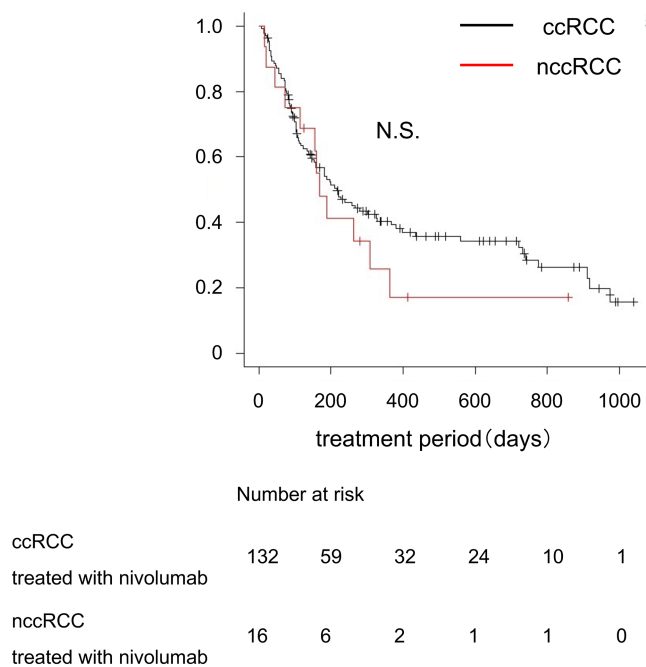 1.0
0.8
0.6
0.4
0.2
0
ccRCC
nccRCC
N.S.
0 200 400 600 800 1000
treatment period（days）
Number at risk
ccRCC
treated with nivolumab
132 59 32 24 10 1
nccRCC
treated with nivolumab
16 6 2 1 1 0